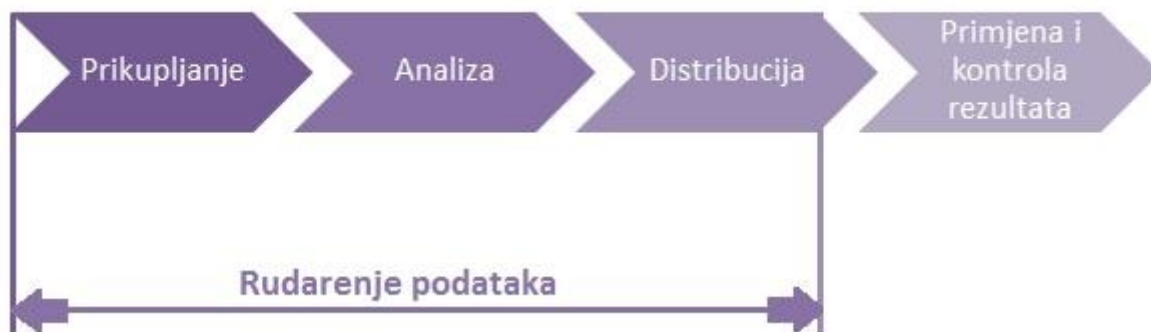 Prikupljanje
Analiza
Distribucija
Primjena i
kontrola
rezultata
Rudarenje podataka